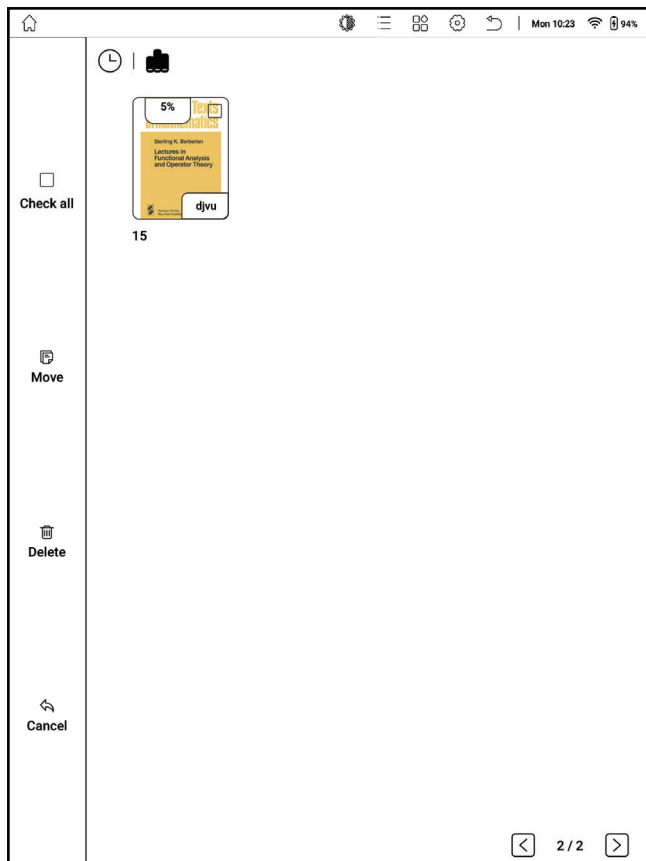 Mon 10:23
94%
5%
Texts
in Mathematics
Sterling K. Berberian
Lectures in
Functional Analysis
and Operator Theory
djvu
15
Check all
Move
Delete
Cancel
2 / 2